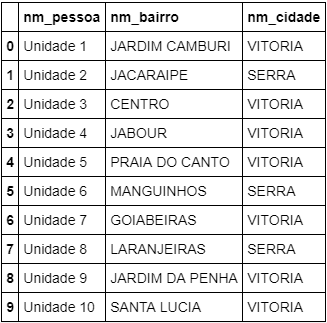 nm_pessoa nm_bairro nm_cidade
0 Unidade 1 JARDIM CAMBURI VITORIA
1 Unidade 2 JACARAIPE SERRA
2 Unidade 3 CENTRO VITORIA
3 Unidade 4 JABOUR VITORIA
4 Unidade 5 PRAIA DO CANTO VITORIA
5 Unidade 6 MANGUINHOS SERRA
6 Unidade 7 GOIABEIRAS VITORIA
7 Unidade 8 LARANJEIRAS SERRA
8 Unidade 9 JARDIM DA PENHA VITORIA
9 Unidade 10 SANTA LUCIA VITORIA